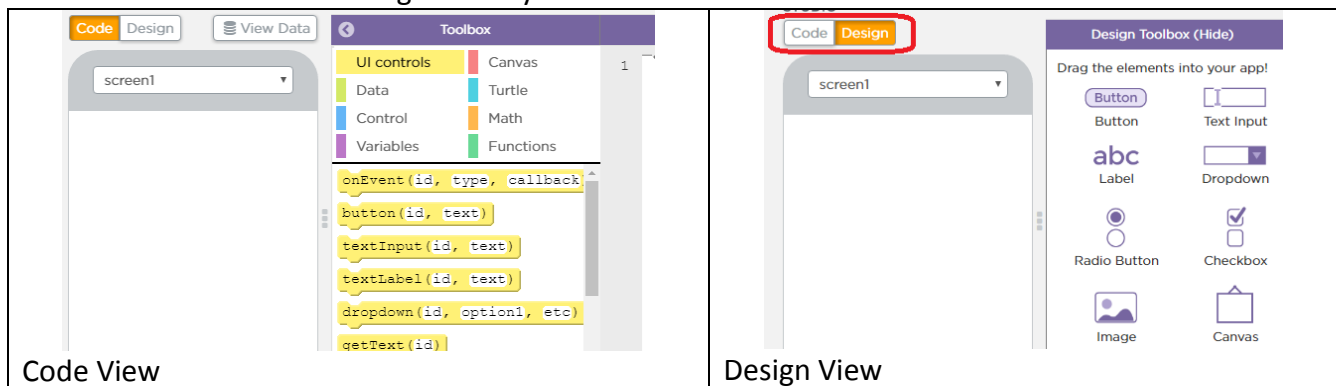 Code Design View Data
Toolbox
UI controls Canvas
Data Turtle
Control Math
Variables Functions
screen1
1
onEvent(id, type, callback
button(id, text)
textInput(id, text)
textLabel(id, text)
dropdown(id, option1, etc)
getText(id)
Code View
Code Design
Design Toolbox (Hide)
Drag the elements into your app!
screen1
Button
Button Text Input
abc
Label Dropdown
Radio Button Checkbox
Image Canvas
Design View